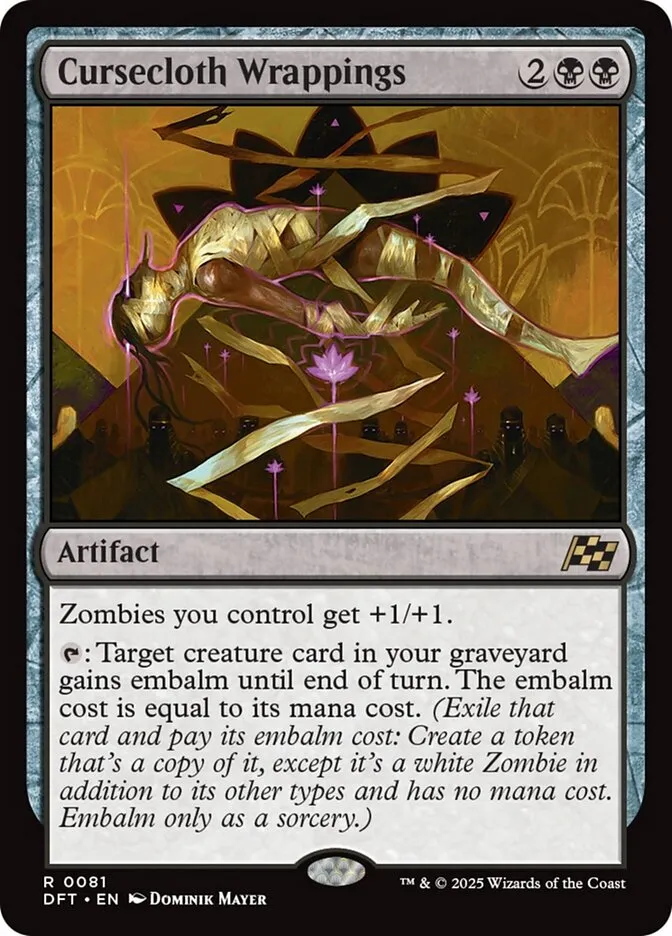 Cursecloth Wrappings 2
Artifact
Zombies you control get +1/+1.
: Target creature card in your graveyard
gains embalm until end of turn. The embalm
cost is equal to its mana cost. (Exile that
card and pay its embalm cost: Create a token
that's a copy of it, except it's a white Zombie in
addition to its other types and has no mana cost.
Embalm only as a sorcery.)
R 0081
DFT • EN Dominik Mayer
™ & © 2025 Wizards of the Coast